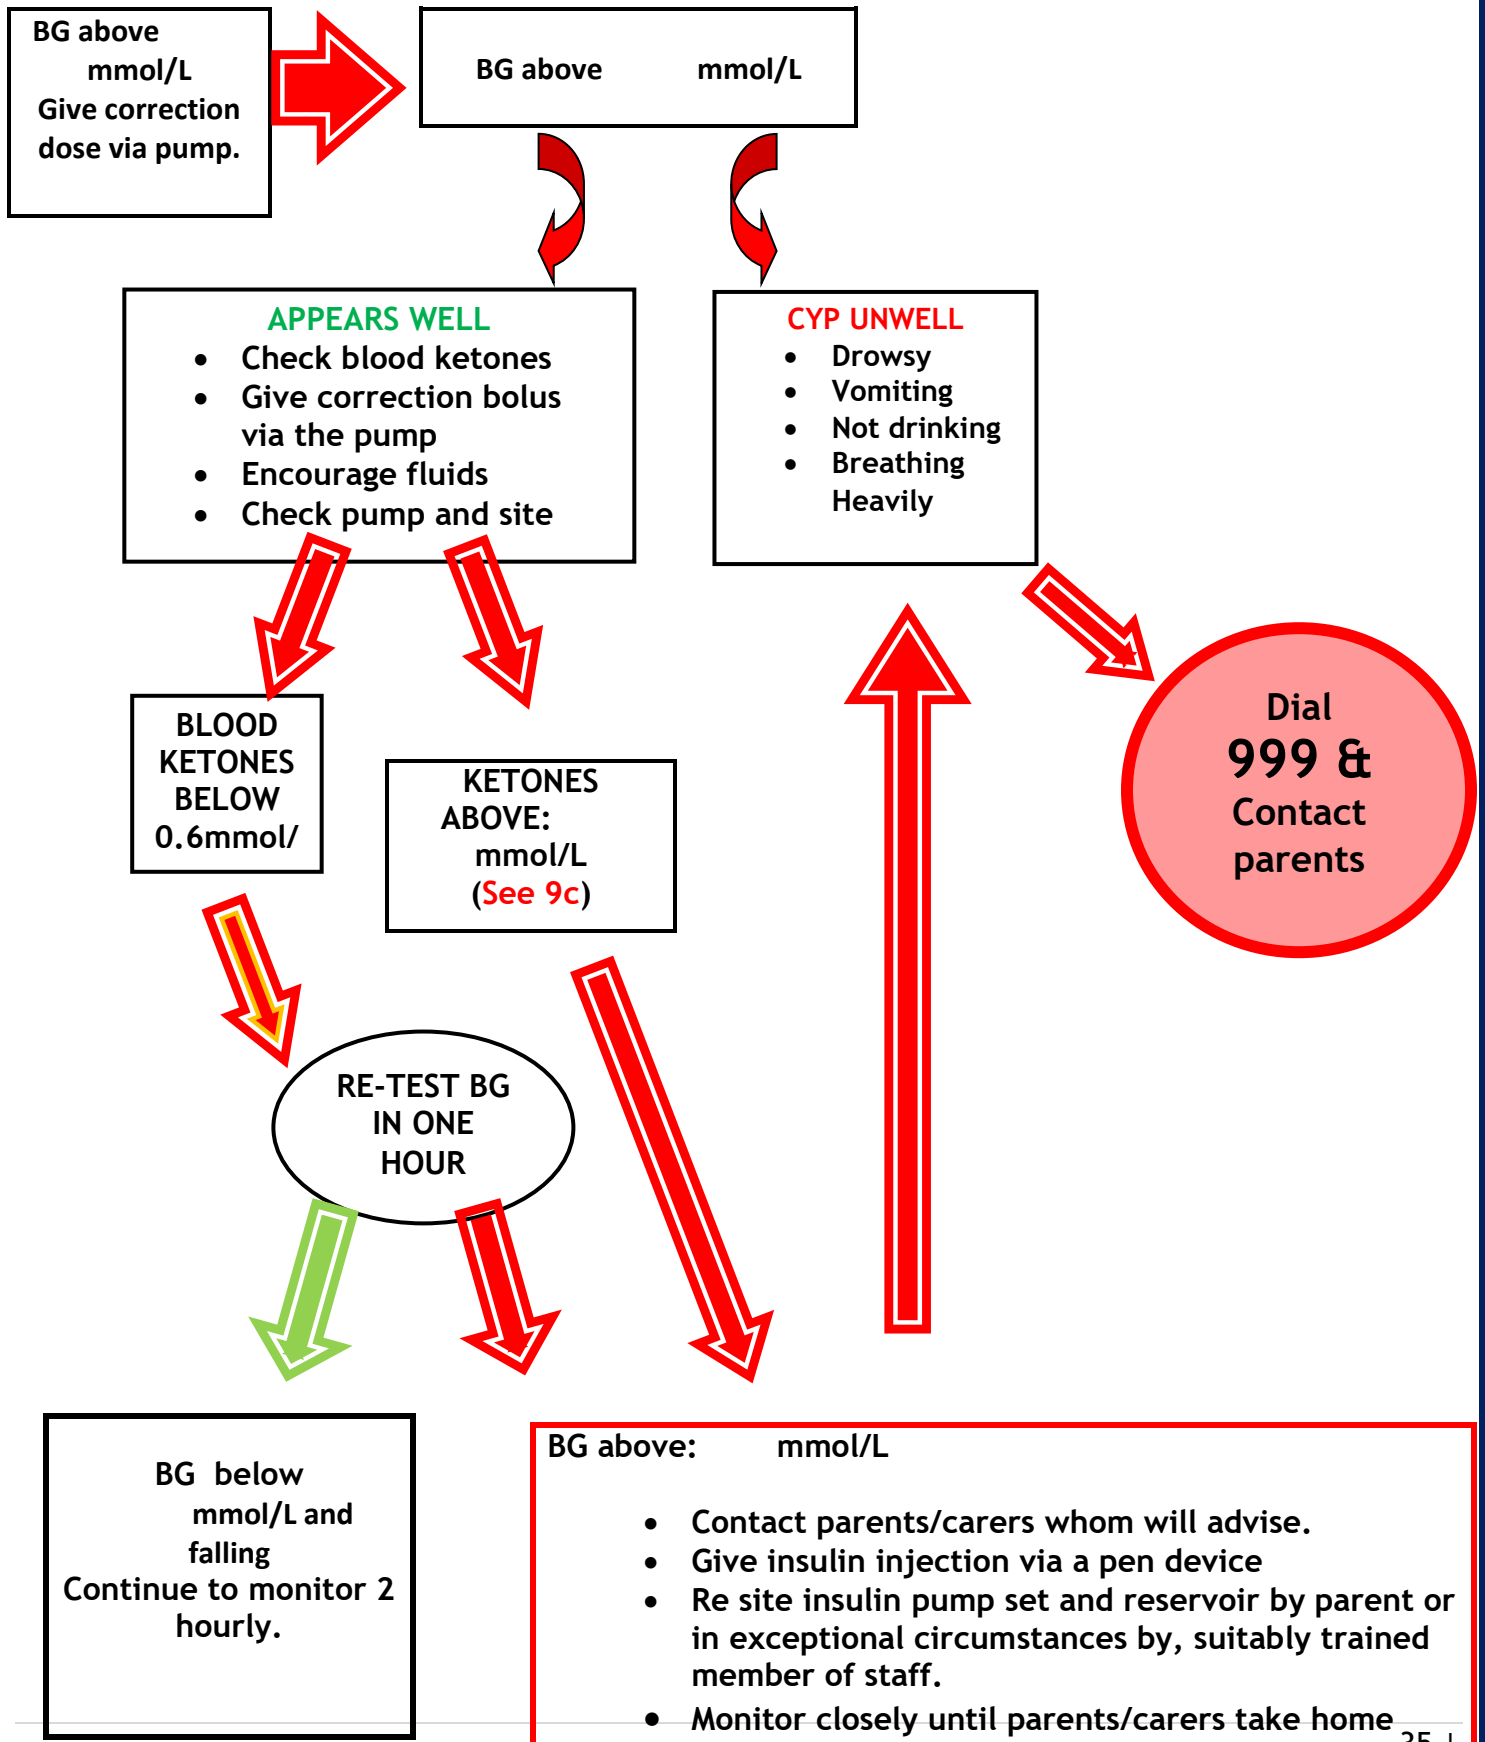 BG above
mmol/L
Give correction
dose via pump.
BG above mmol/L
APPEARS WELL
• Check blood ketones
• Give correction bolus
via the pump
• Encourage fluids
• Check pump and site
CYP UNWELL
• Drowsy
• Vomiting
• Not drinking
• Breathing
Heavily
Dial
999 &
Contact
parents
BLOOD
KETONES
BELOW
0.6mmol/
KETONES
ABOVE:
mmol/L
(See 9c)
RE-TEST BG
IN ONE
HOUR
BG below
mmol/L and
falling
Continue to monitor 2
hourly.
BG above: mmol/L
• Contact parents/carers whom will advise.
• Give insulin injection via a pen device
• Re site insulin pump set and reservoir by parent or
in exceptional circumstances by, suitably trained
member of staff.
• Monitor closely until parents/carers take home